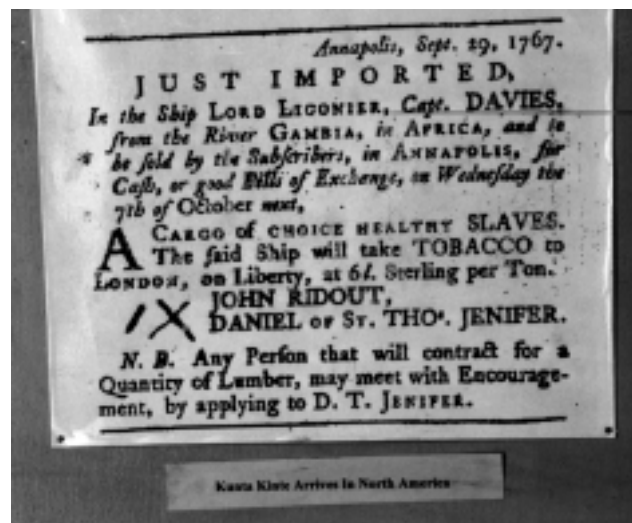 Annapolis, Sept. 29, 1767.
JUST IMPORTED,
In the Ship LORD LIGONIER, Capt. DAVIES,
from the River GAMBIA, in AFRICA, and to
be ſold by the Subſcribers, in ANNAPOLIS, for
Caſh, or good Bills of Exchange, on Wedneſday the
7th of October next,
A CARGO of CHOICE HEALTHY SLAVES.
The ſaid Ship will take TOBACCO to
LONDON, on Liberty, at 6l. Sterling per Ton.
JOHN RIDOUT,
DANIEL OF ST. THOs. JENIFER.
N. B. Any Perſon that will contract for a
Quantity of Lumber, may meet with Encourage-
ment, by applying to D. T. JENIFER.
Kunta Kinte Arrives In North America